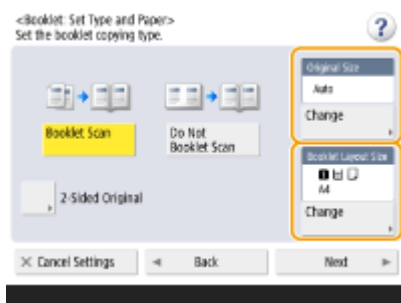 <Booklet: Set Type and Paper>
Set the booklet copying type.
?
Original Size
Auto
Change
Booklet Scan
Do Not
Booklet Scan
Booklet Layout Size
1
A4
Change
2-Sided Original
× Cancel Settings
Back
Next